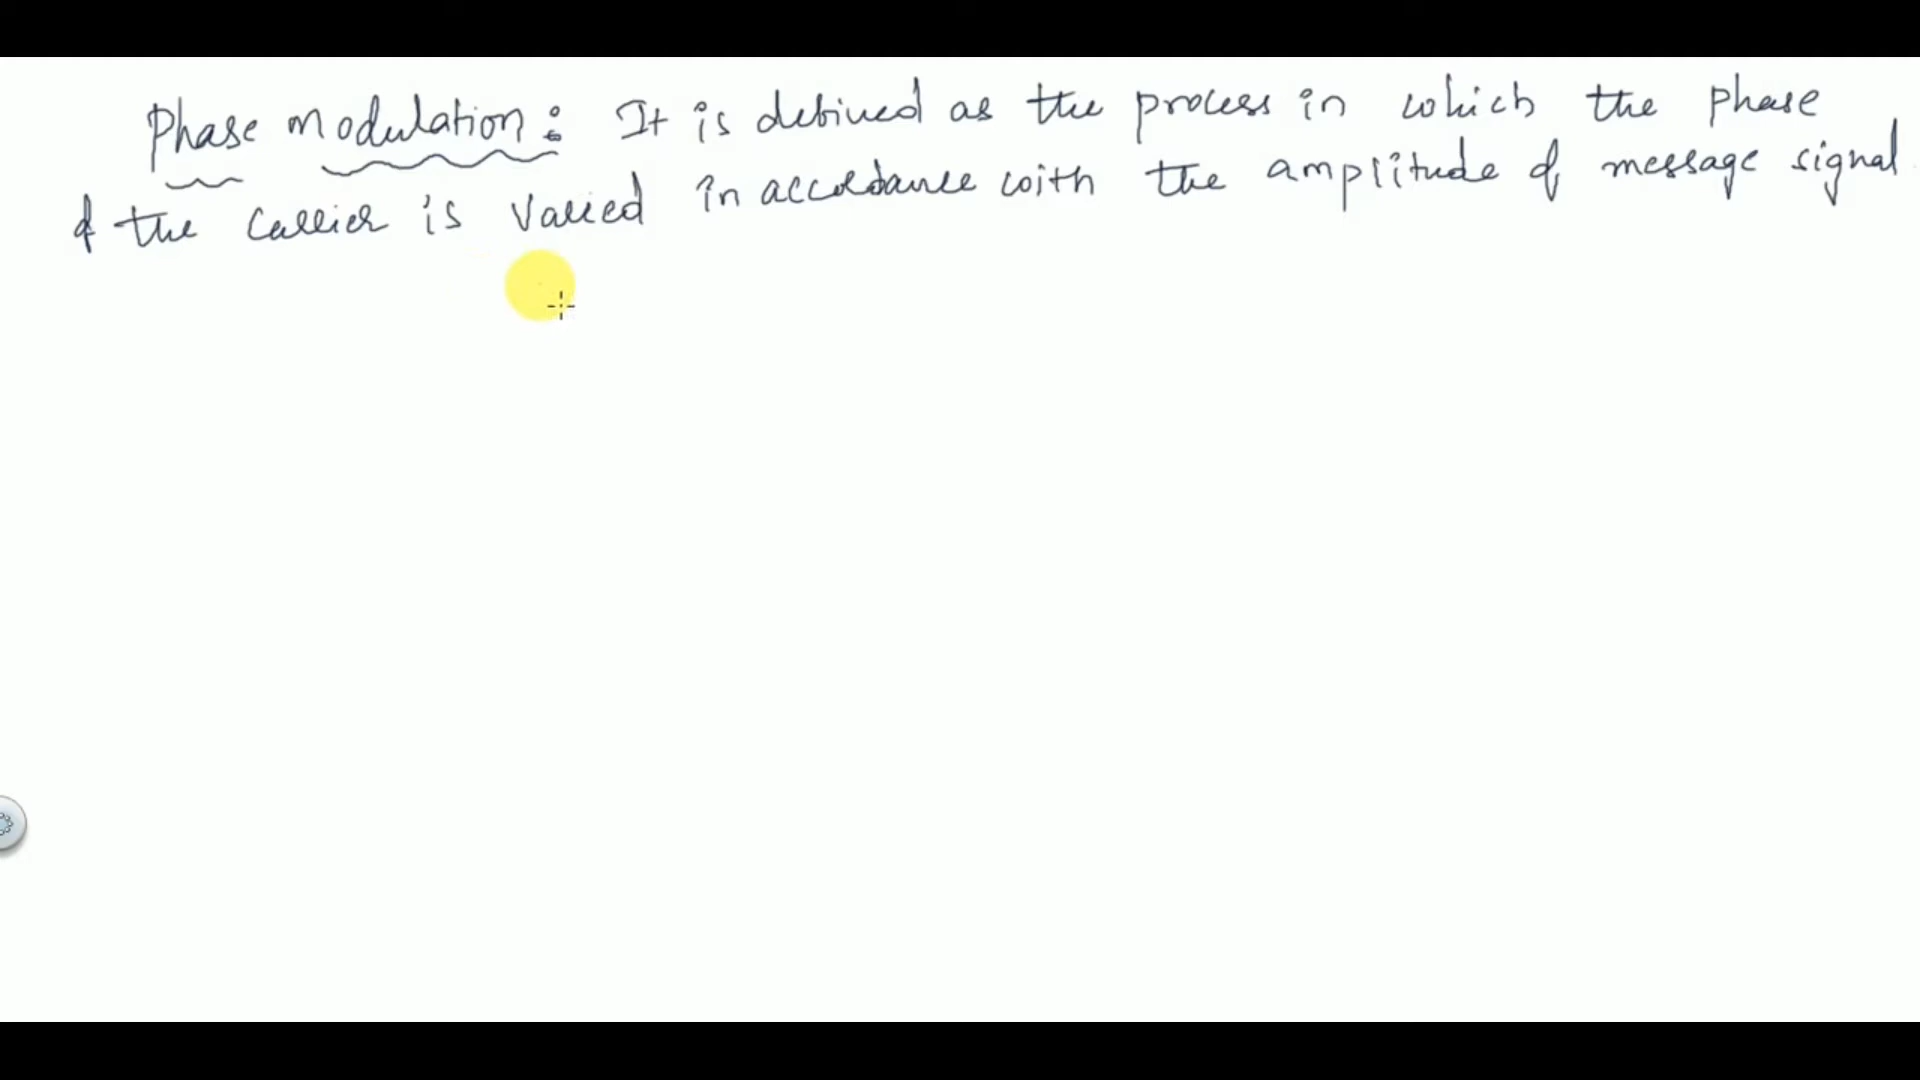 Phase modulation: It is defined as the process in which the phase
of the carrier is varied in accordance with the amplitude of message signal